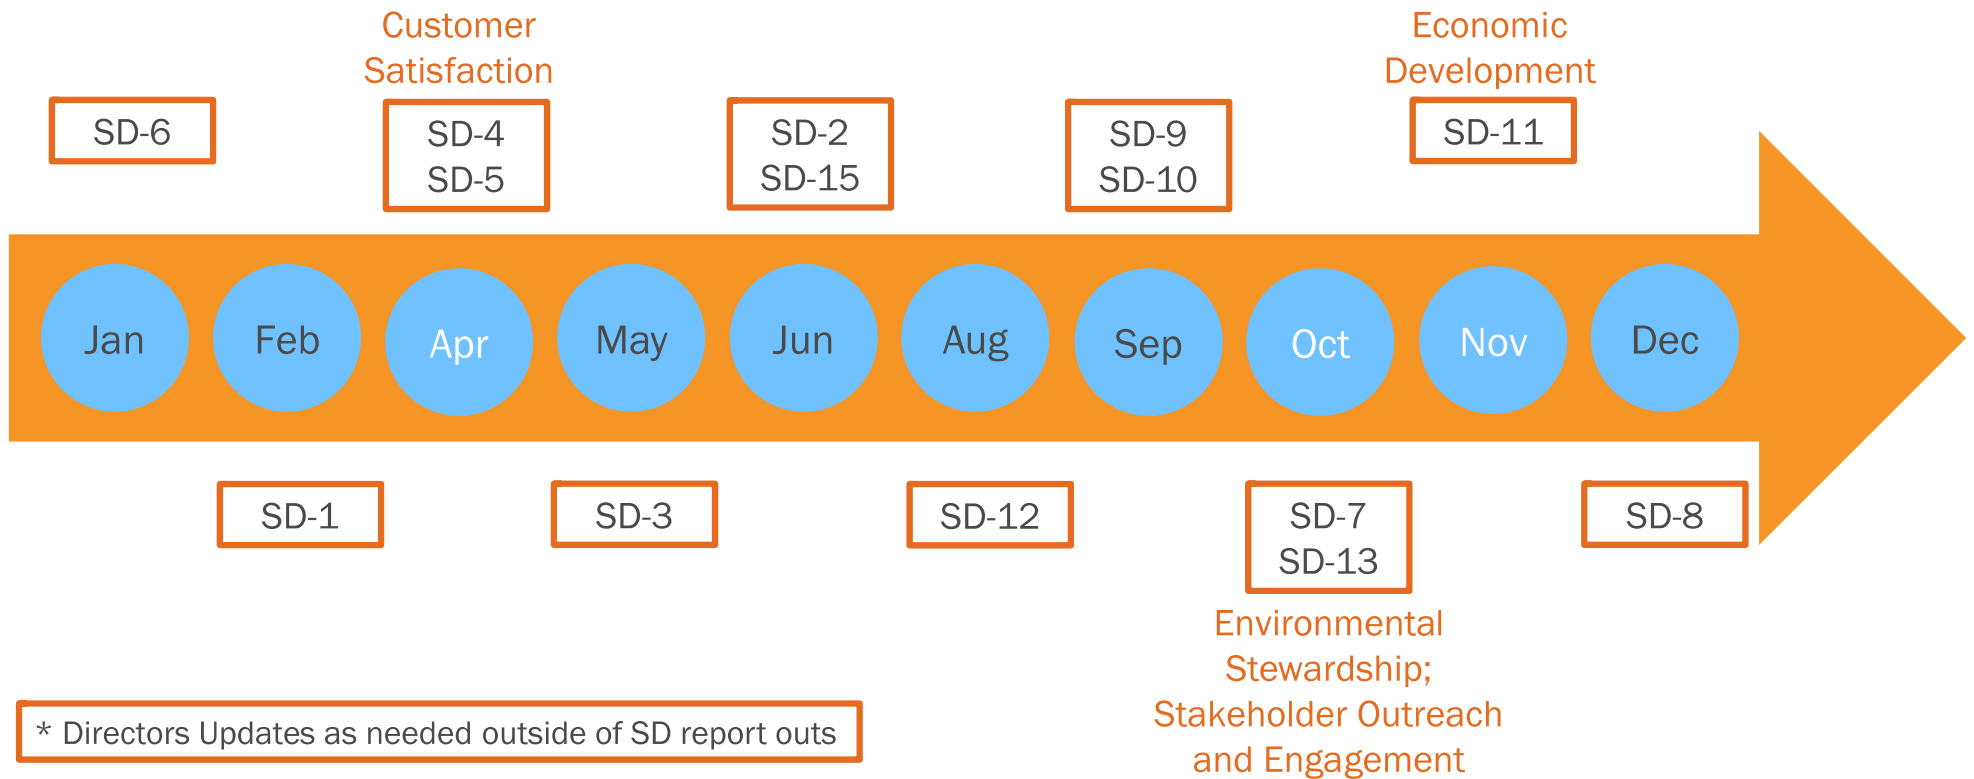 Customer
Satisfaction
Economic
Development
SD-6
SD-4
SD-5
SD-2
SD-15
SD-9
SD-10
SD-11
Jan
Feb
Apr
May
Jun
Aug
Sep
Oct
Nov
Dec
SD-1
SD-3
SD-12
SD-7
SD-13
SD-8
Environmental
Stewardship;
Stakeholder Outreach
and Engagement
* Directors Updates as needed outside of SD report outs